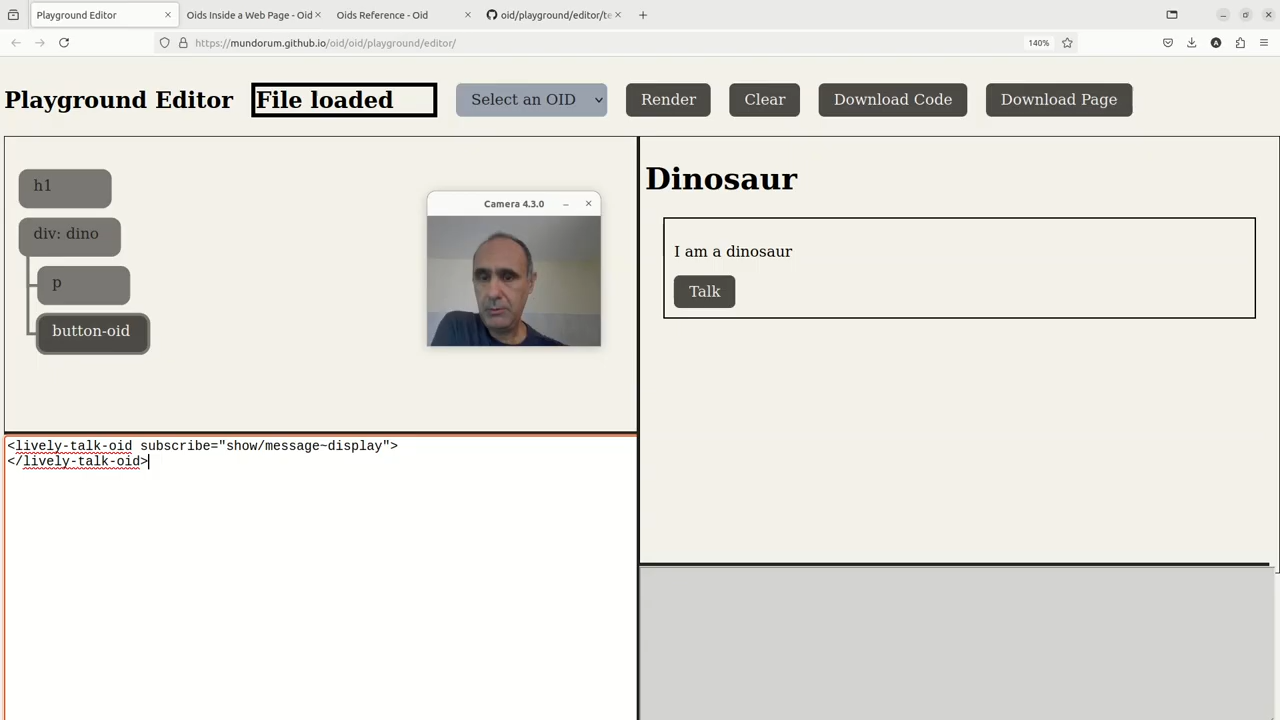 Playground Editor
Oids Inside a Web Page - Oid
Oids Reference - Oid
oid/playground/editor/te
https://mundorum.github.io/oid/oid/playground/editor/
140%
Playground Editor
File loaded
Select an OID
Render
Clear
Download Code
Download Page
h1
div: dino
p
button-oid
Camera 4.3.0
Dinosaur
I am a dinosaur
Talk
<lively-talk-oid subscribe="show/message~display">
</lively-talk-oid>